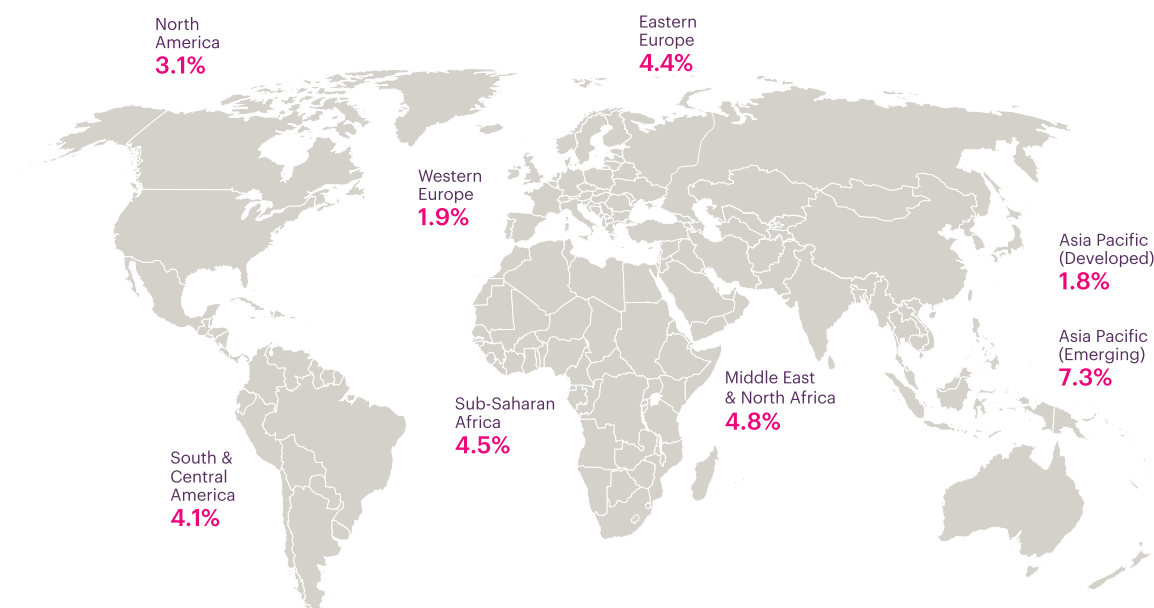 North
America
3.1%
Eastern
Europe
4.4%
Western
Europe
1.9%
Asia Pacific
(Developed)
1.8%
Asia Pacific
(Emerging)
7.3%
Middle East
& North Africa
4.8%
Sub-Saharan
Africa
4.5%
South &
Central
America
4.1%